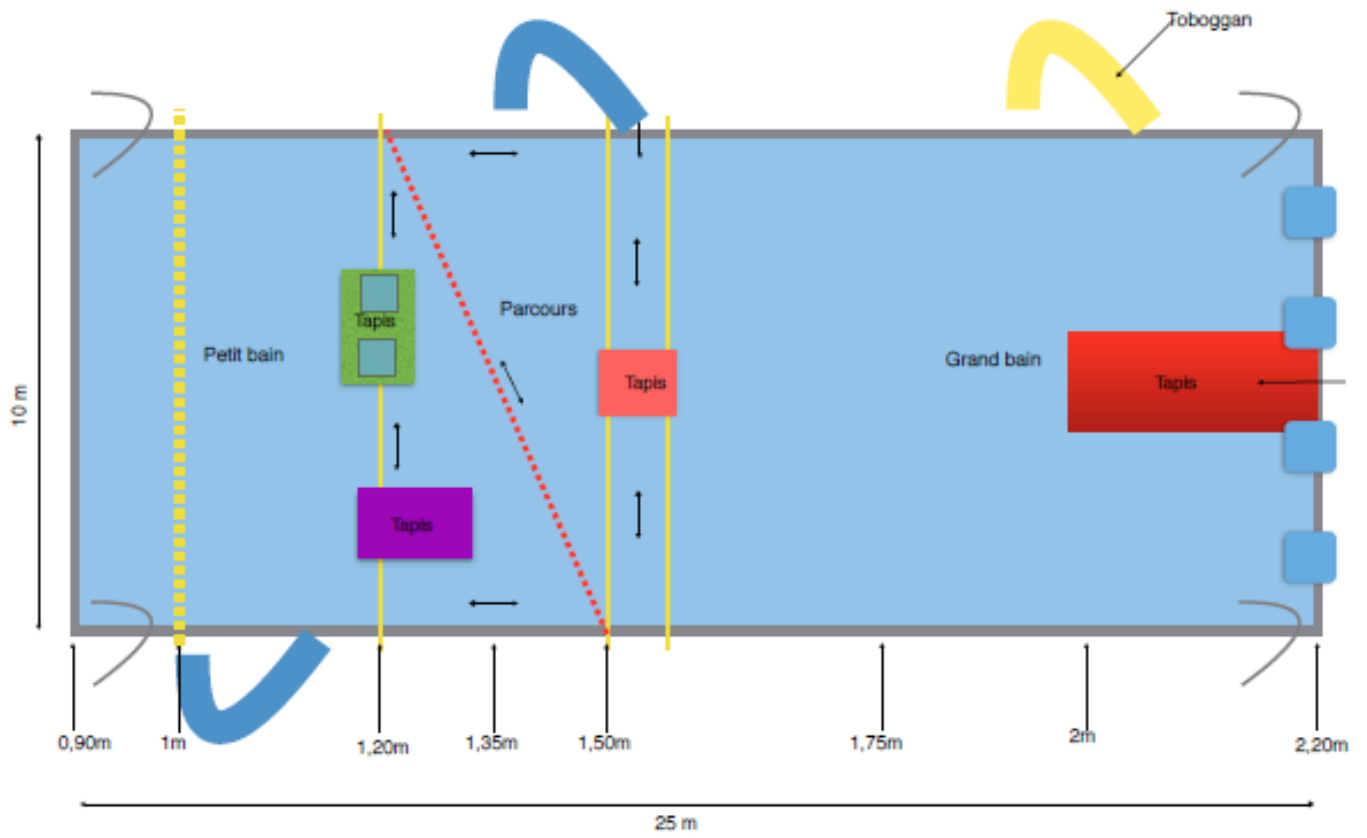 Toboggan
Parcours
Tapis
Petit bain
Grand bain
Tapis
Tapis
Tapis
10 m
0,90m
1m
1,20m
1,35m
1,50m
1,75m
2m
2,20m
25 m